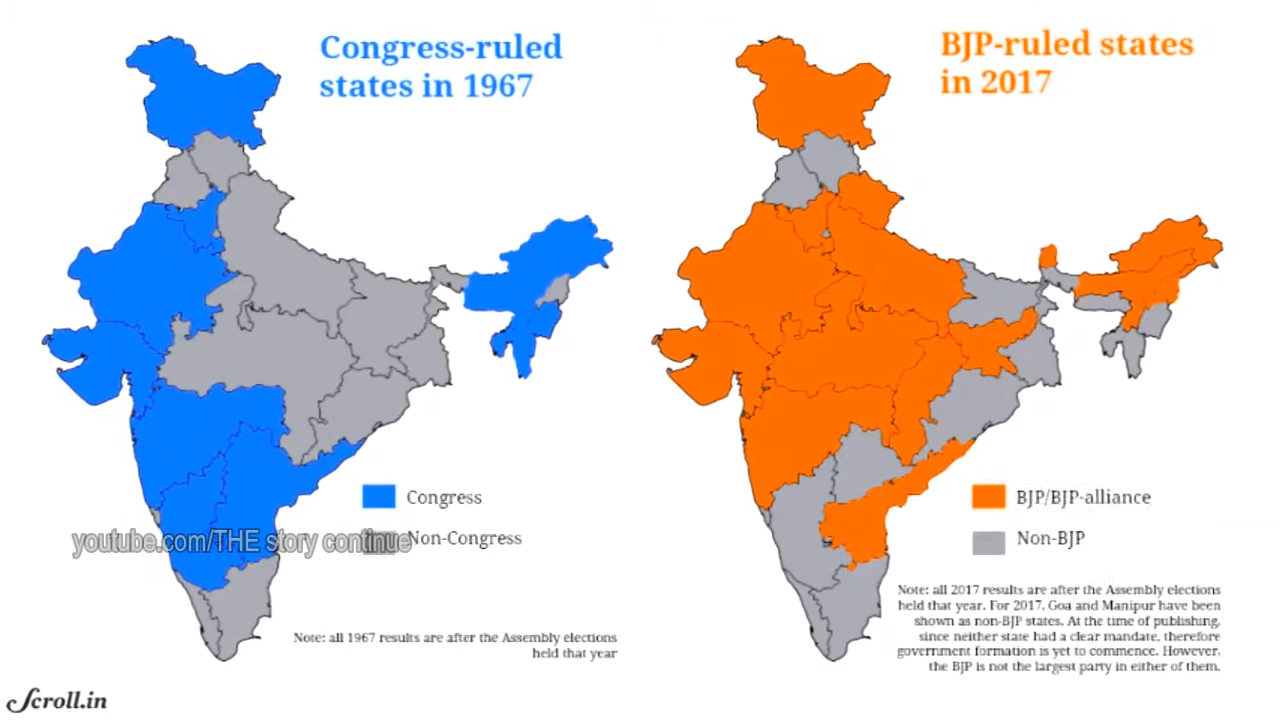 Congress-ruled
states in 1967
Congress
Non-Congress
Note: all 1967 results are after the Assembly elections
held that year
BJP-ruled states
in 2017
BJP/BJP-alliance
Non-BJP
Note: all 2017 results are after the Assembly elections
held that year. For 2017, Goa and Manipur have been
shown as non-BJP states. At the time of publishing,
since neither state had a clear mandate, therefore
government formation is yet to commence. However,
the BJP is not the largest party in either of them.
youtube.com/THE story continue
Scroll.in